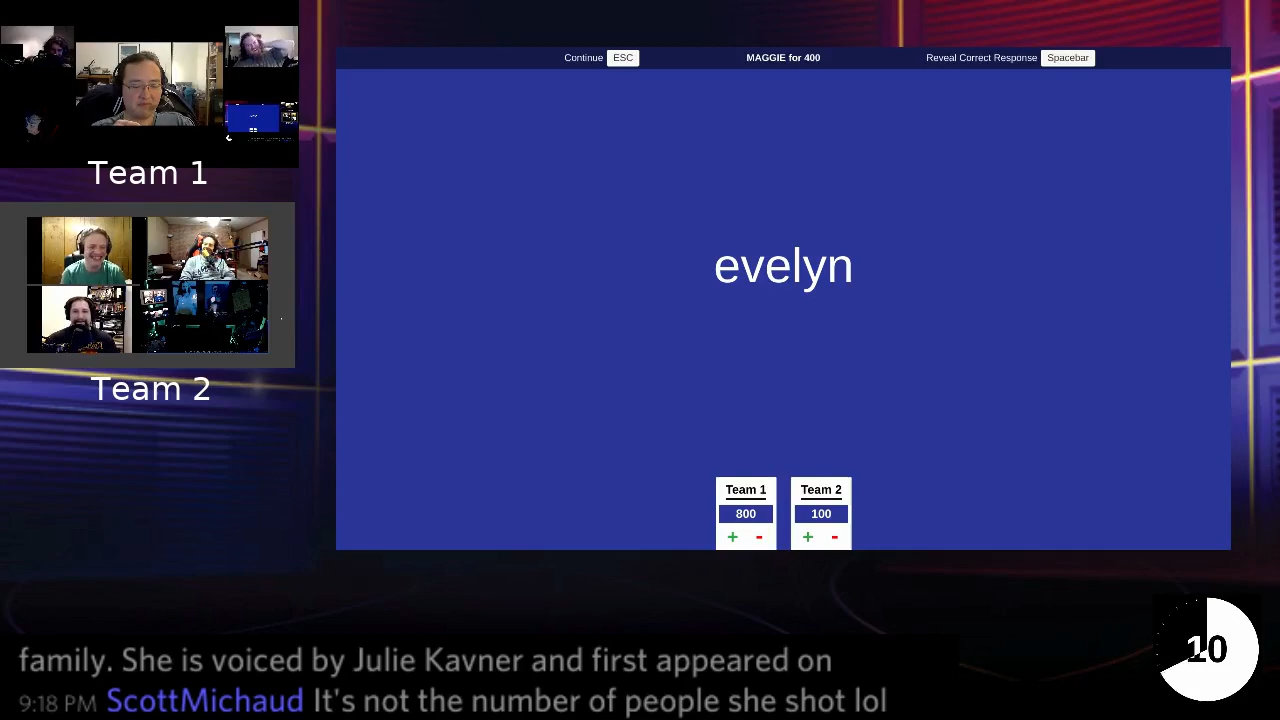 Team 1
Team 2
Continue ESC
MAGGIE for 400
Reveal Correct Response Spacebar
evelyn
Team 1
800
+ -
Team 2
100
+ -
family. She is voiced by Julie Kavner and first appeared on
9:18 PM ScottMichaud It's not the number of people she shot lol
10